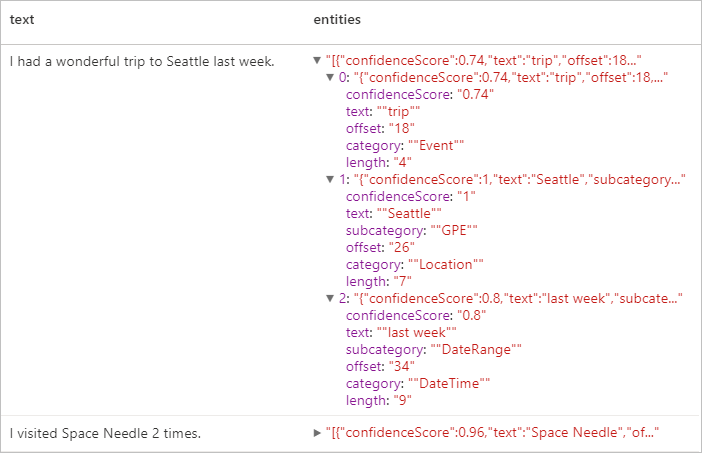 text entities
I had a wonderful trip to Seattle last week. ▼ "[{"confidenceScore":0.74,"text":"trip","offset":18..."
▼ 0: "{"confidenceScore":0.74,"text":"trip","offset":18,..."
confidenceScore: "0.74"
text: ""trip""
offset: "18"
category: ""Event""
length: "4"
▼ 1: "{"confidenceScore":1,"text":"Seattle","subcategory..."
confidenceScore: "1"
text: ""Seattle""
subcategory: ""GPE""
offset: "26"
category: ""Location""
length: "7"
▼ 2: "{"confidenceScore":0.8,"text":"last week","subcate..."
confidenceScore: "0.8"
text: ""last week""
subcategory: ""DateRange""
offset: "34"
category: ""DateTime""
length: "9"
I visited Space Needle 2 times. ▶ "[{"confidenceScore":0.96,"text":"Space Needle","of..."